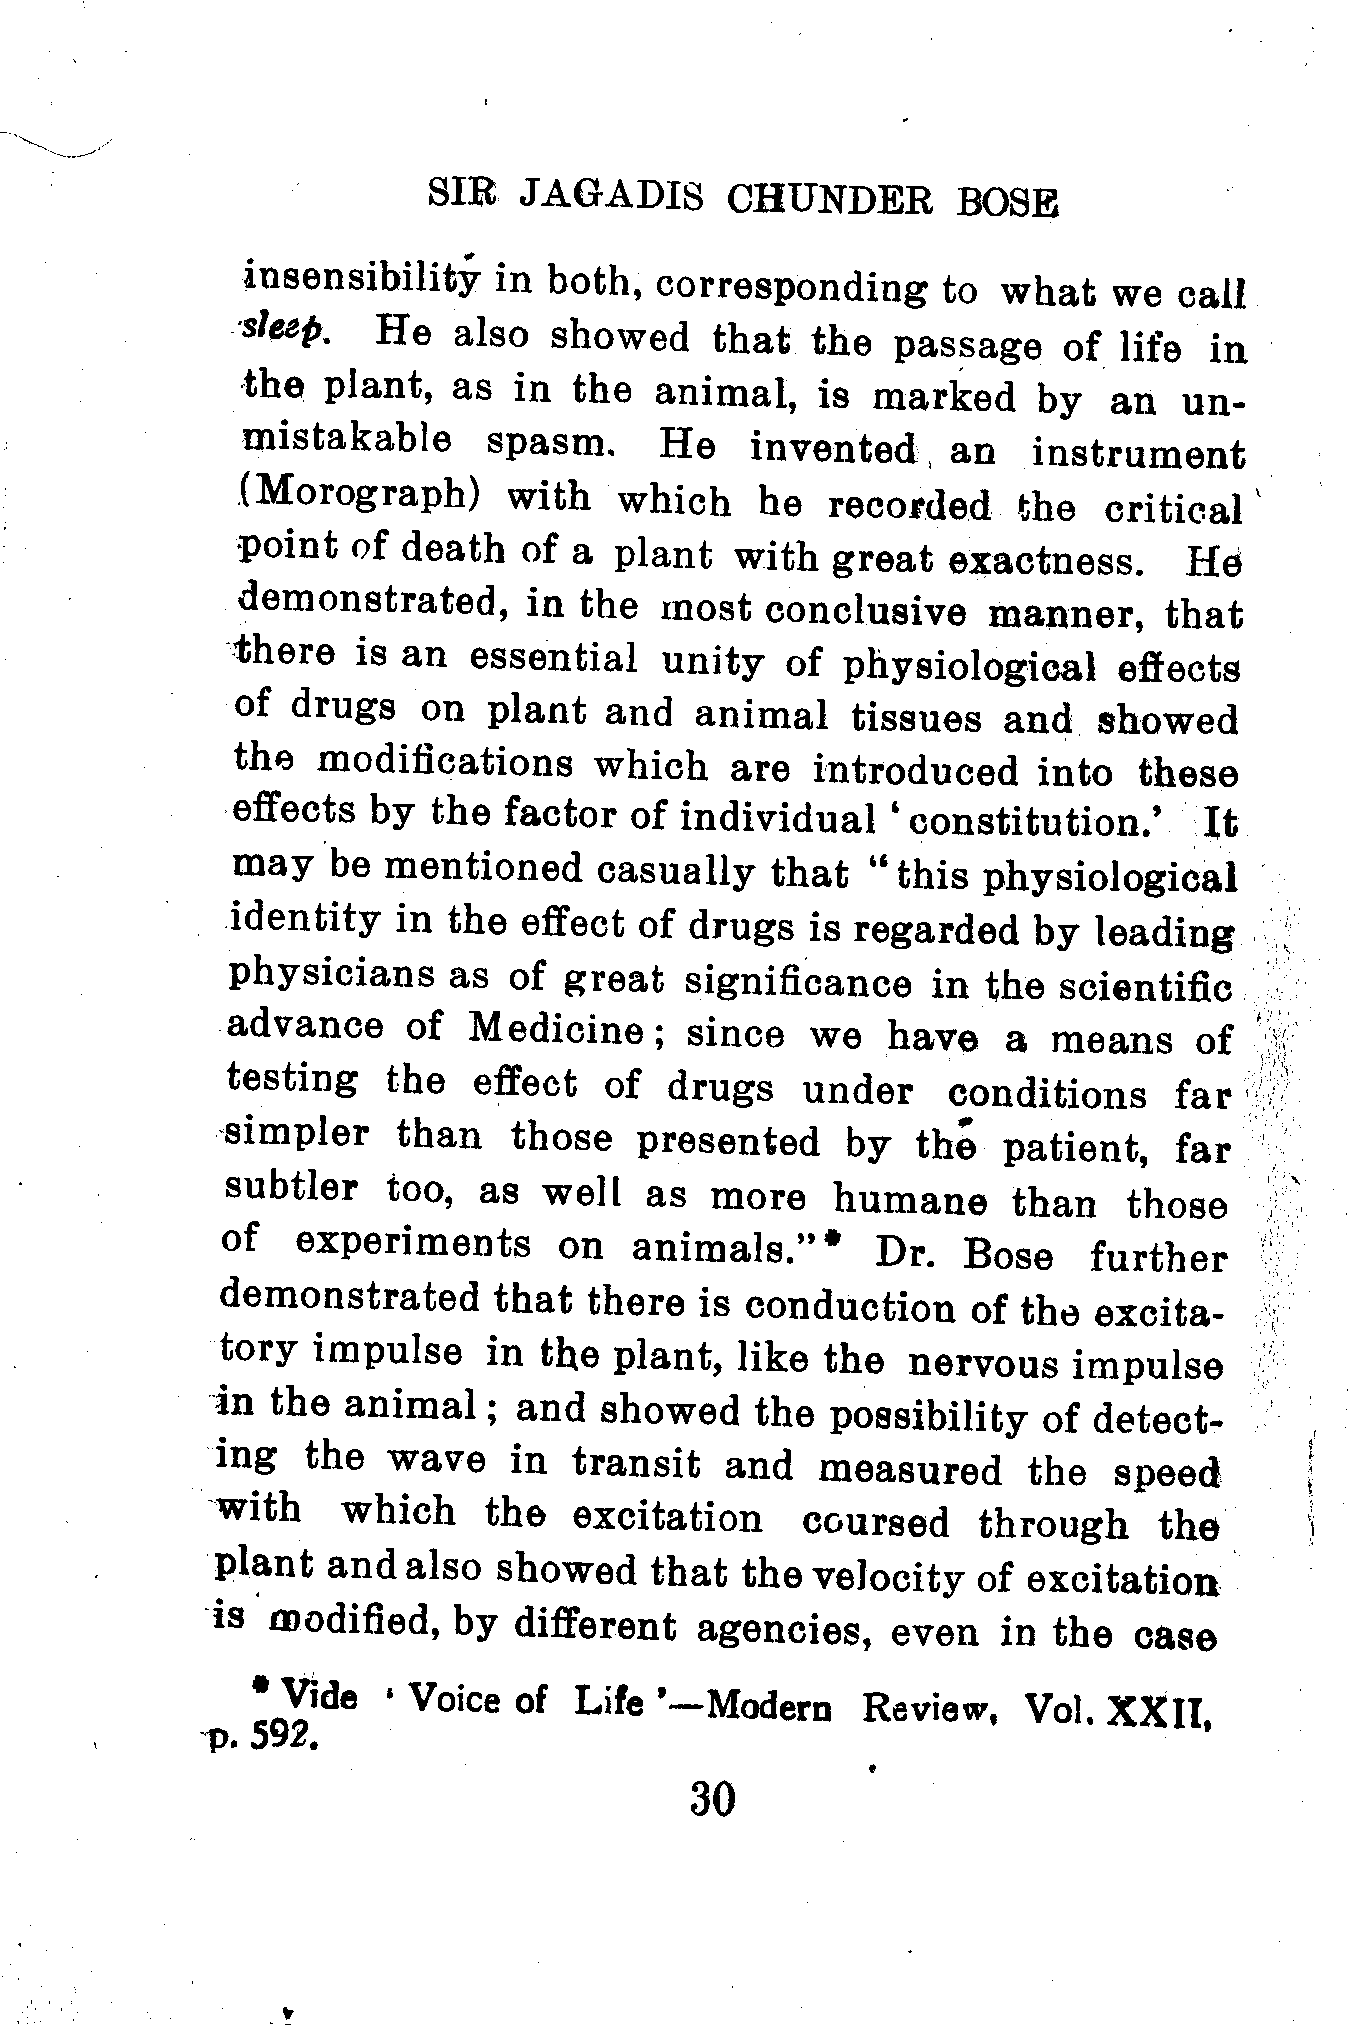 SIR JAGADIS CHUNDER BOSE
insensibility in both, corresponding to what we call
sleep. He also showed that the passage of life in
the plant, as in the animal, is marked by an un-
mistakable spasm. He invented an instrument
(Morograph) with which he recorded the critical
point of death of a plant with great exactness. He
demonstrated, in the most conclusive manner, that
there is an essential unity of physiological effects
of drugs on plant and animal tissues and showed
the modifications which are introduced into these
effects by the factor of individual ‘constitution.’ It
may be mentioned casually that “this physiological
identity in the effect of drugs is regarded by leading
physicians as of great significance in the scientific
advance of Medicine; since we have a means of
testing the effect of drugs under conditions far
simpler than those presented by the patient, far
subtler too, as well as more humane than those
of experiments on animals.”* Dr. Bose further
demonstrated that there is conduction of the excita-
tory impulse in the plant, like the nervous impulse
in the animal; and showed the possibility of detect-
ing the wave in transit and measured the speed
with which the excitation coursed through the
plant and also showed that the velocity of excitation
is modified, by different agencies, even in the case
* Vide ‘Voice of Life’—Modern Review, Vol. XXII,
p. 592.
30